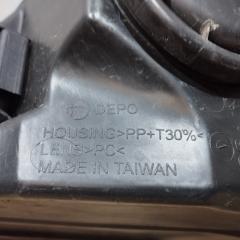 DEPO
HOUSING>PP+T30%<
LENS>PC<
MADE IN TAIWAN